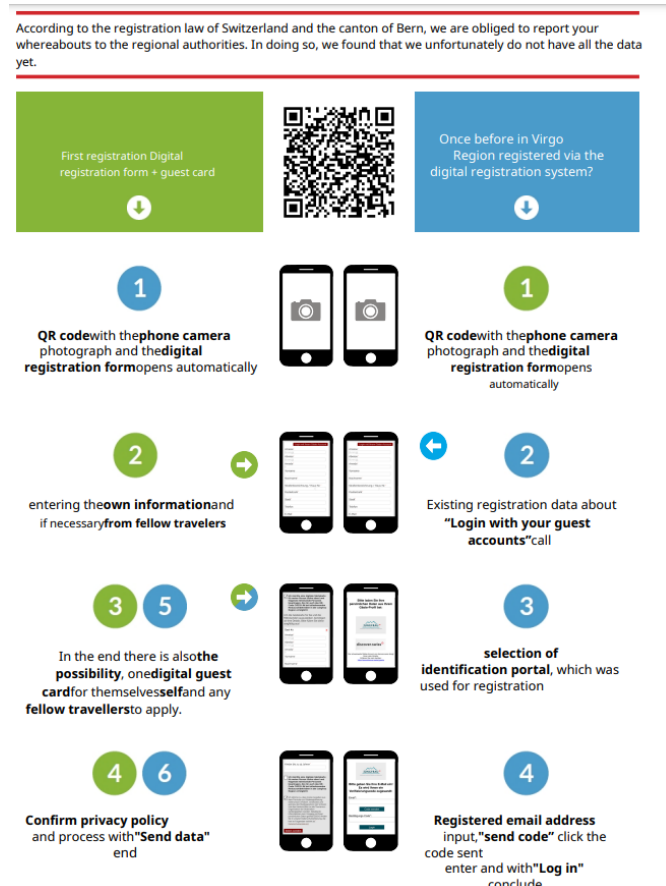 According to the registration law of Switzerland and the canton of Bern, we are obliged to report your
whereabouts to the regional authorities. In doing so, we found that we unfortunately do not have all the data
yet.
First registration Digital
registration form + guest card
Once before in Virgo
Region registered via the
digital registration system?
1
QR codewith thephone camera
photograph and thedigital
registration formopens automatically
1
QR codewith thephone camera
photograph and thedigital
registration formopens
automatically
2
entering theown informationand
if necessaryfrom fellow travelers
2
Existing registration data about
“Login with your guest
accounts”call
3 5
In the end there is alsothe
possibility, onedigital guest
cardfor themselvesselfand any
fellow travellersto apply.
3
selection of
identification portal, which was
used for registration
4 6
Confirm privacy policy
and process with"Send data"
end
4
Registered email address
input,"send code” click the
code sent
enter and with"Log in"
conclude